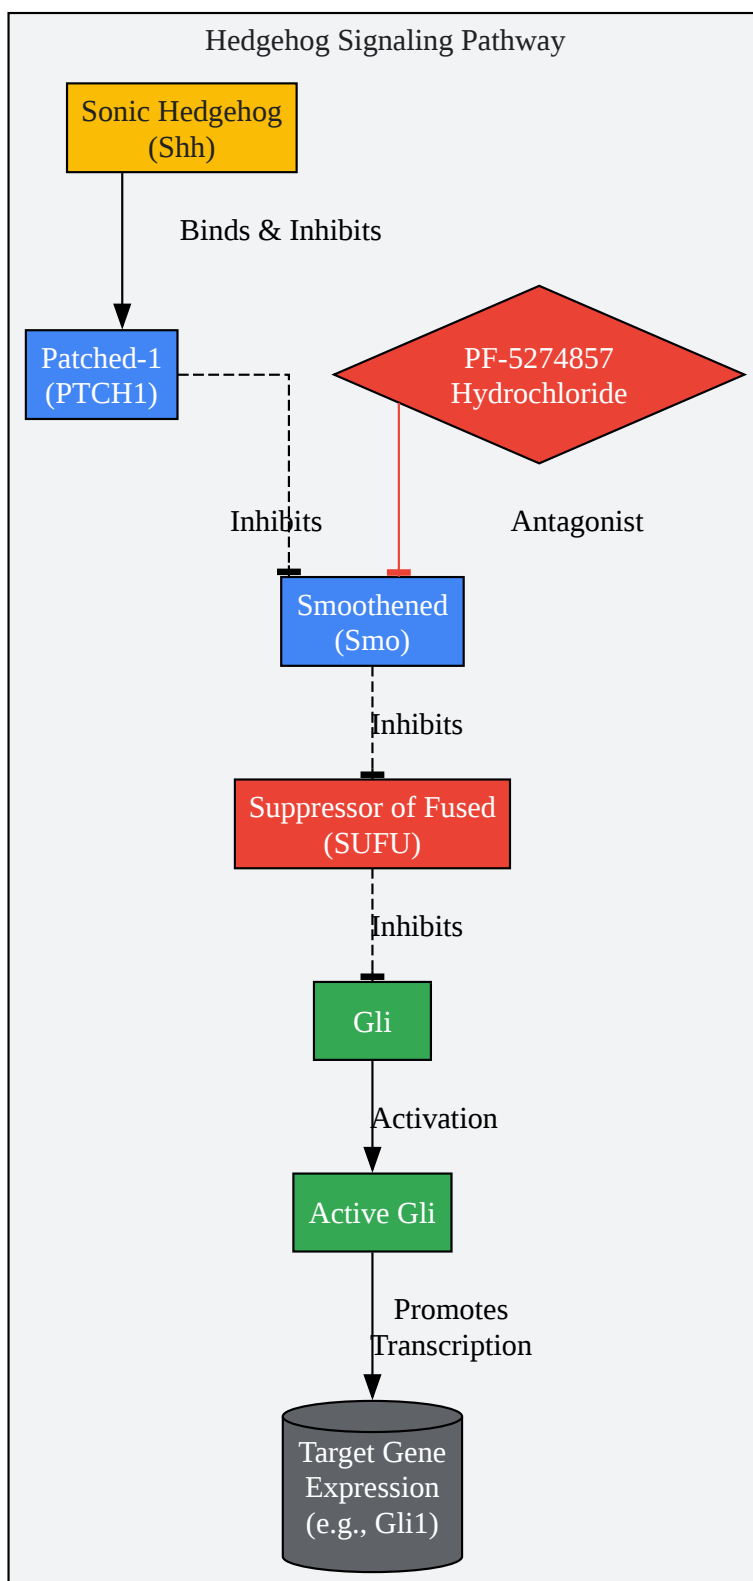 Hedgehog Signaling Pathway
Sonic Hedgehog
(Shh)
Binds & Inhibits
Patched-1
(PTCH1)
PF-5274857
Hydrochloride
Inhibits
Antagonist
Smoothened
(Smo)
Inhibits
Suppressor of Fused
(SUFU)
Inhibits
Gli
Activation
Active Gli
Promotes
Transcription
Target Gene
Expression
(e.g., Gli1)